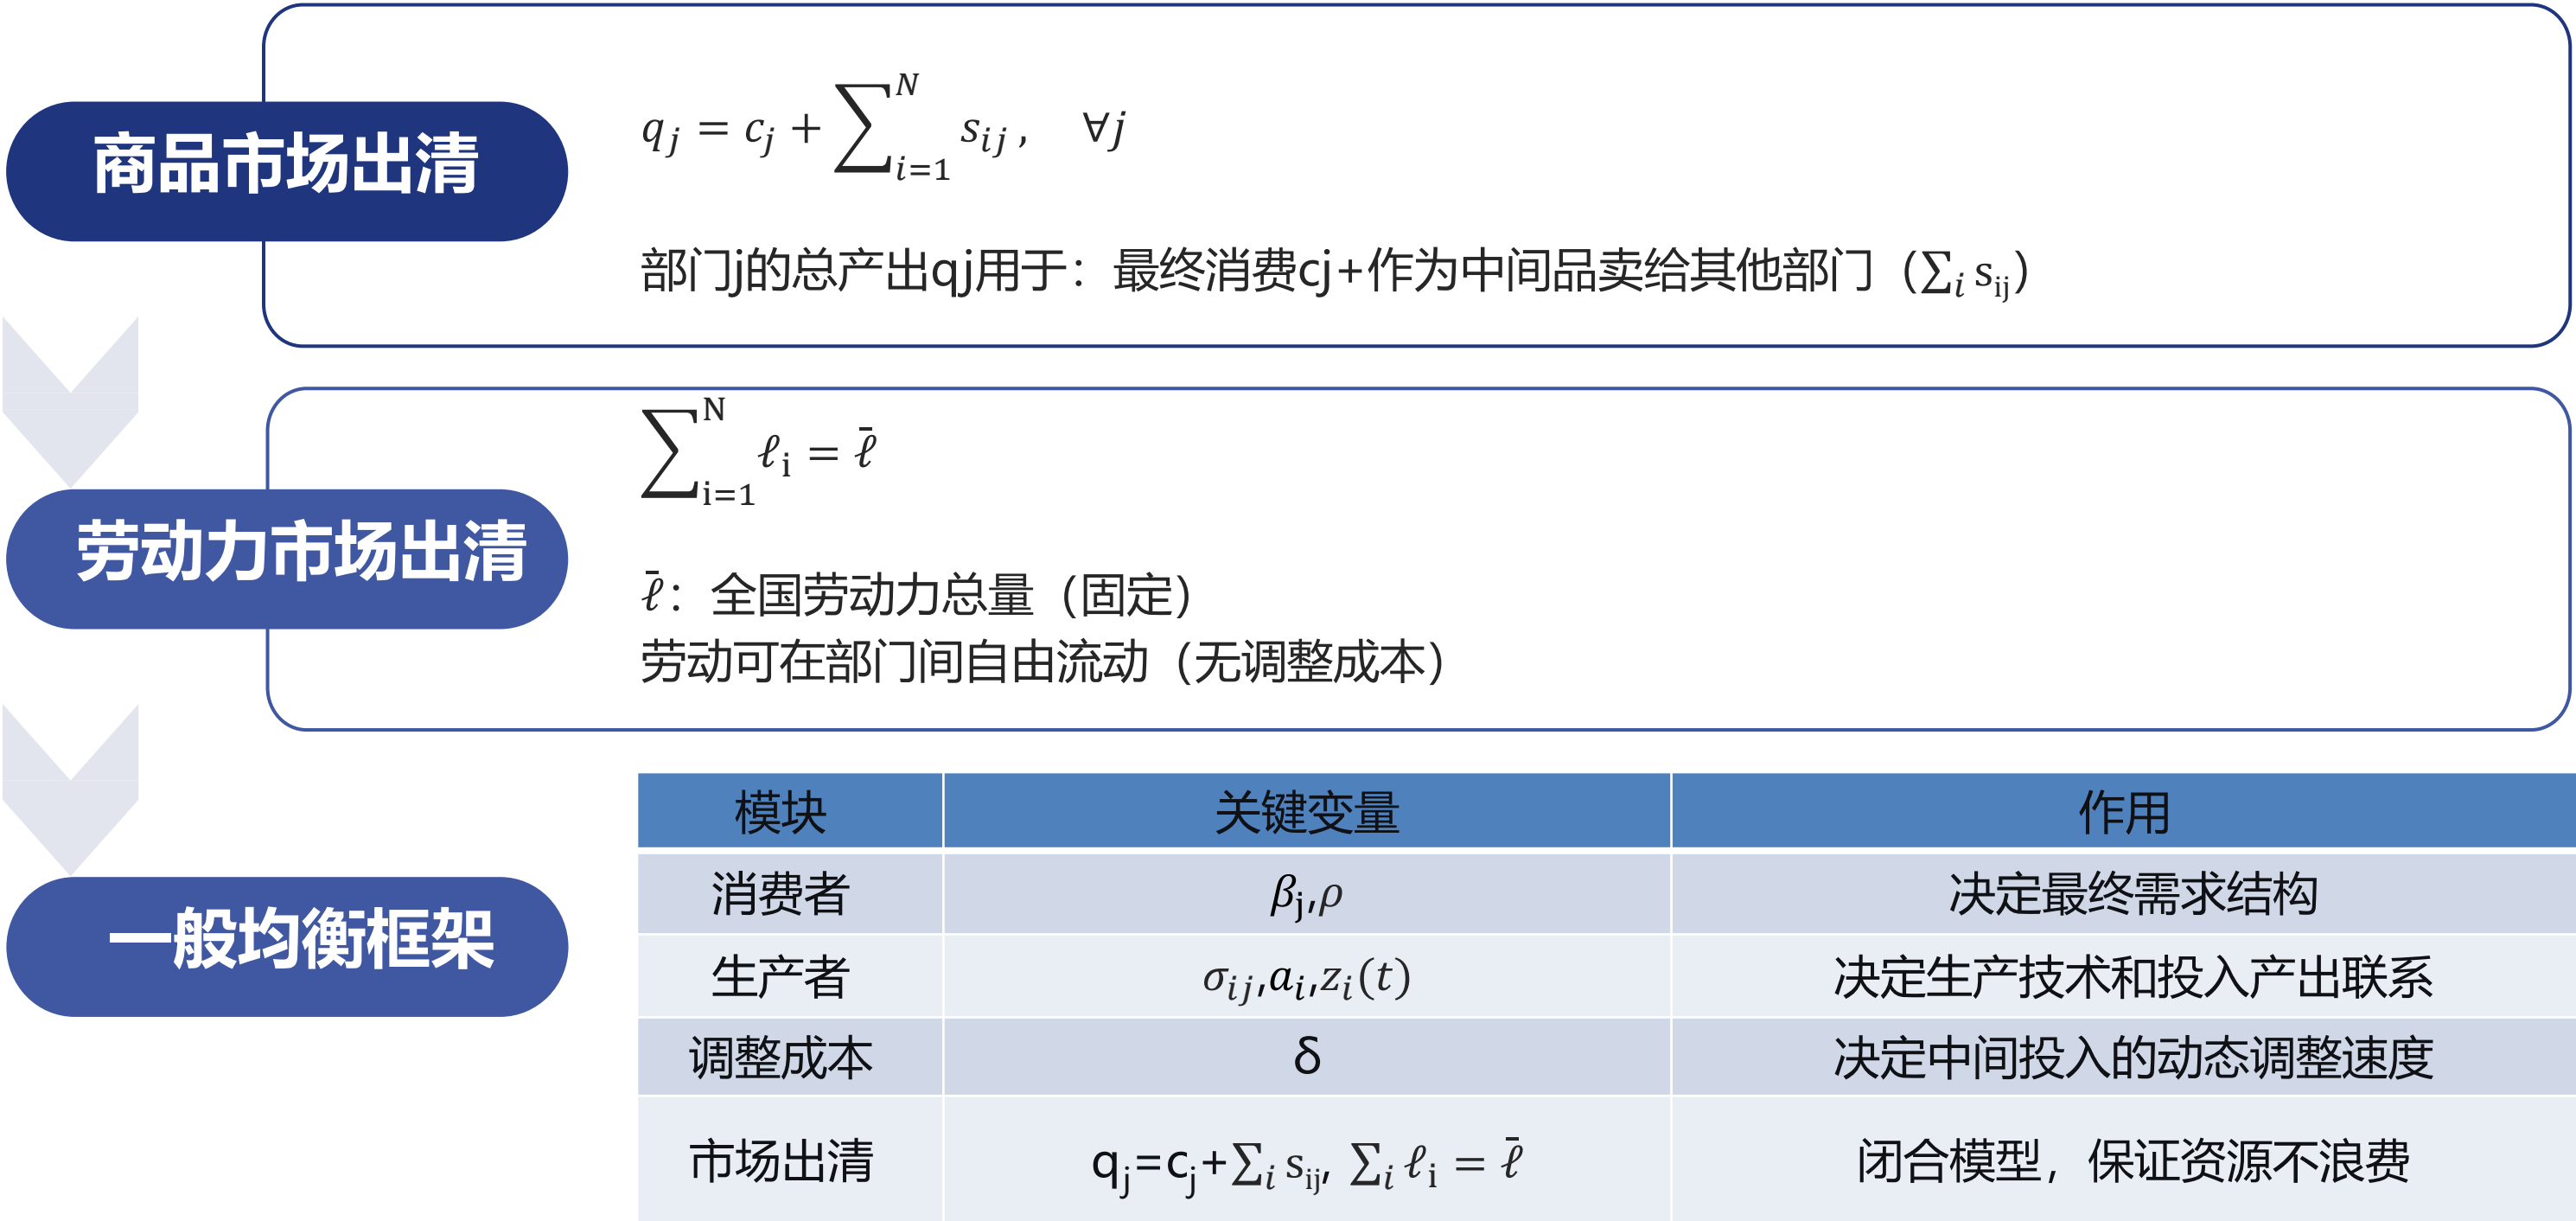 商品市场出清
q_j = c_j + ∑_{i=1}^{N} s_{ij},  ∀j
部门j的总产出qj用于：最终消费cj+作为中间品卖给其他部门（∑_i s_{ij}）
劳动力市场出清
∑_{i=1}^{N} ℓ_i = ℓ̄
ℓ̄：全国劳动力总量（固定）
劳动可在部门间自由流动（无调整成本）
一般均衡框架
模块 关键变量 作用
消费者 β_j,ρ 决定最终需求结构
生产者 σ_{ij},a_i,z_i(t) 决定生产技术和投入产出联系
调整成本 δ 决定中间投入的动态调整速度
市场出清 q_j=c_j+∑_i s_{ij}, ∑_i ℓ_i = ℓ̄ 闭合模型，保证资源不浪费